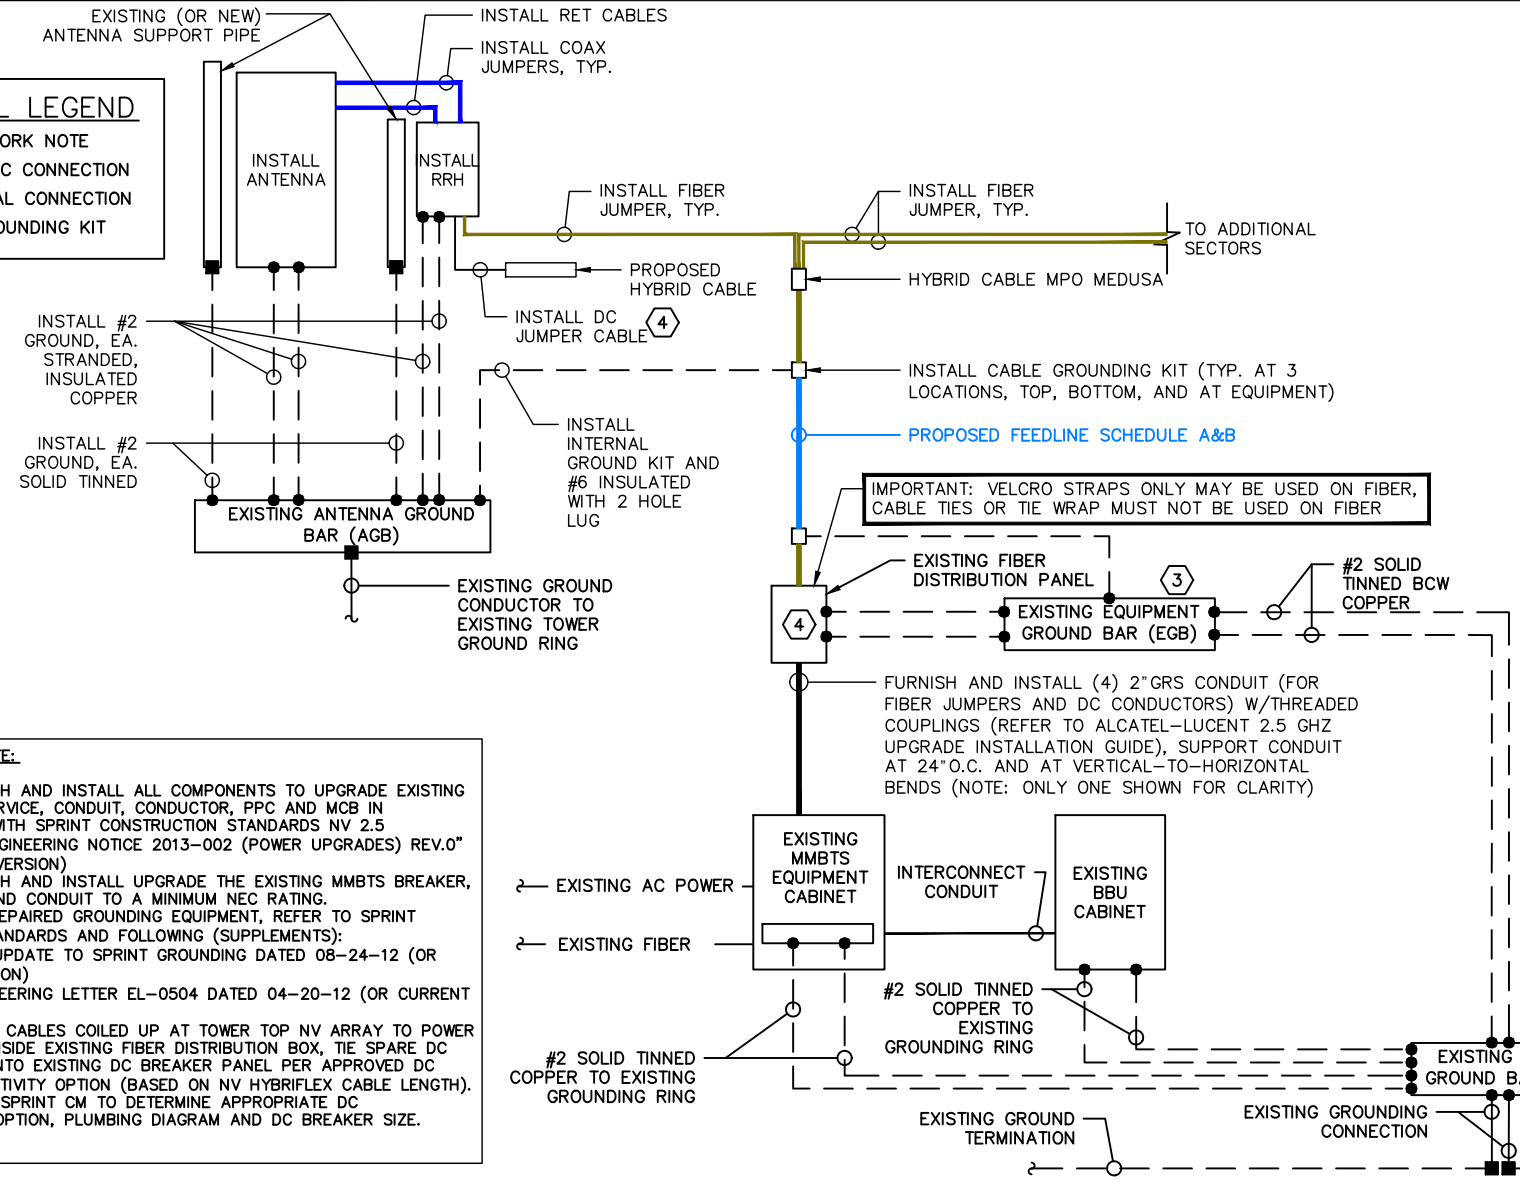 EXISTING (OR NEW)
ANTENNA SUPPORT PIPE
INSTALL RET CABLES
INSTALL COAX
JUMPERS, TYP.
LEGEND
NOTE
CONNECTION
CONNECTION
KIT
INSTALL
ANTENNA
INSTALL
RRH
INSTALL FIBER
JUMPER, TYP.
INSTALL FIBER
JUMPER, TYP.
TO ADDITIONAL
SECTORS
PROPOSED
HYBRID CABLE
HYBRID CABLE MPO MEDUSA
INSTALL DC
JUMPER CABLE
4
INSTALL #2
GROUND, EA.
STRANDED,
INSULATED
COPPER
INSTALL CABLE GROUNDING KIT (TYP. AT 3
LOCATIONS, TOP, BOTTOM, AND AT EQUIPMENT)
INSTALL #2
GROUND, EA.
SOLID TINNED
INSTALL
INTERNAL
GROUND KIT AND
#6 INSULATED
WITH 2 HOLE
LUG
PROPOSED FEEDLINE SCHEDULE A&B
IMPORTANT: VELCRO STRAPS ONLY MAY BE USED ON FIBER,
CABLE TIES OR TIE WRAP MUST NOT BE USED ON FIBER
EXISTING ANTENNA GROUND
BAR (AGB)
EXISTING GROUND
CONDUCTOR TO
EXISTING TOWER
GROUND RING
EXISTING FIBER
DISTRIBUTION PANEL
3
#2 SOLID
TINNED BCW
COPPER
4
EXISTING EQUIPMENT
GROUND BAR (EGB)
FURNISH AND INSTALL (4) 2" GRS CONDUIT (FOR
FIBER JUMPERS AND DC CONDUCTORS) W/THREADED
COUPLINGS (REFER TO ALCATEL-LUCENT 2.5 GHZ
UPGRADE INSTALLATION GUIDE), SUPPORT CONDUIT
AT 24" O.C. AND AT VERTICAL-TO-HORIZONTAL
BENDS (NOTE: ONLY ONE SHOWN FOR CLARITY)
TE:
H AND INSTALL ALL COMPONENTS TO UPGRADE EXISTING
RVICE, CONDUIT, CONDUCTOR, PPC AND MCB IN
WITH SPRINT CONSTRUCTION STANDARDS NV 2.5
GINEERING NOTICE 2013-002 (POWER UPGRADES) REV.0"
VERSION)
H AND INSTALL UPGRADE THE EXISTING MMBTS BREAKER,
ND CONDUIT TO A MINIMUM NEC RATING.
EPAIRED GROUNDING EQUIPMENT, REFER TO SPRINT
ANDARDS AND FOLLOWING (SUPPLEMENTS):
UPDATE TO SPRINT GROUNDING DATED 08-24-12 (OR
ON)
EERING LETTER EL-0504 DATED 04-20-12 (OR CURRENT
CABLES COILED UP AT TOWER TOP NV ARRAY TO POWER
NSIDE EXISTING FIBER DISTRIBUTION BOX, TIE SPARE DC
NTO EXISTING DC BREAKER PANEL PER APPROVED DC
TIVITY OPTION (BASED ON NV HYBRIFLEX CABLE LENGTH).
SPRINT CM TO DETERMINE APPROPRIATE DC
OPTION, PLUMBING DIAGRAM AND DC BREAKER SIZE.
EXISTING AC POWER
EXISTING FIBER
EXISTING
MMBTS
EQUIPMENT
CABINET
INTERCONNECT
CONDUIT
EXISTING
BBU
CABINET
#2 SOLID TINNED
COPPER TO
EXISTING
GROUNDING RING
#2 SOLID TINNED
COPPER TO EXISTING
GROUNDING RING
EXISTING
GROUND BA
EXISTING GROUND
TERMINATION
EXISTING GROUNDING
CONNECTION